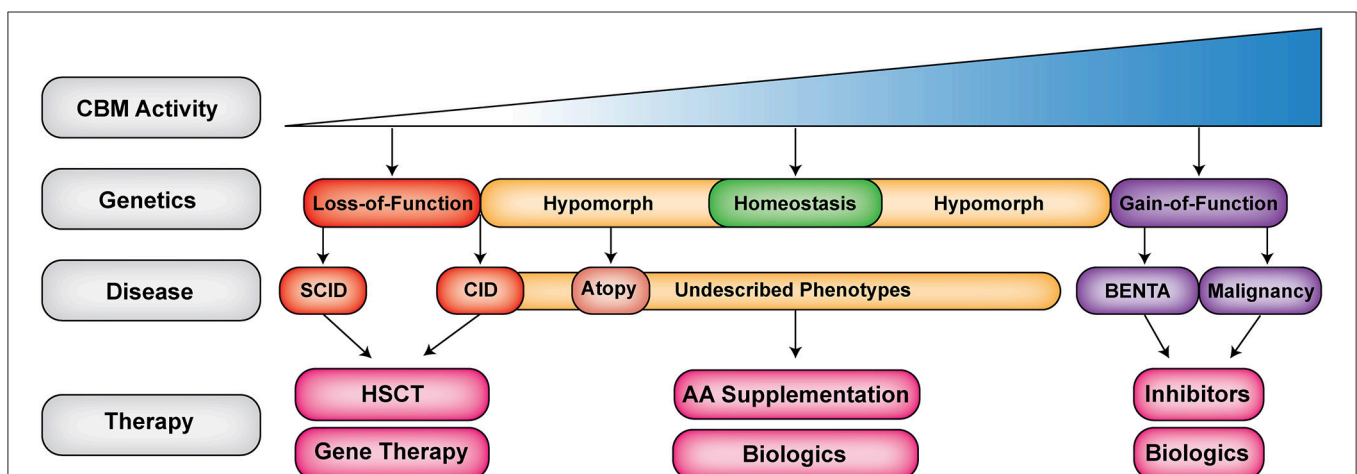 CBM Activity
Genetics
Loss-of-Function
Hypomorph
Homeostasis
Hypomorph
Gain-of-Function
Disease
SCID
CID
Atopy
Undescribed Phenotypes
BENTA
Malignancy
Therapy
HSCT
AA Supplementation
Inhibitors
Gene Therapy
Biologics
Biologics